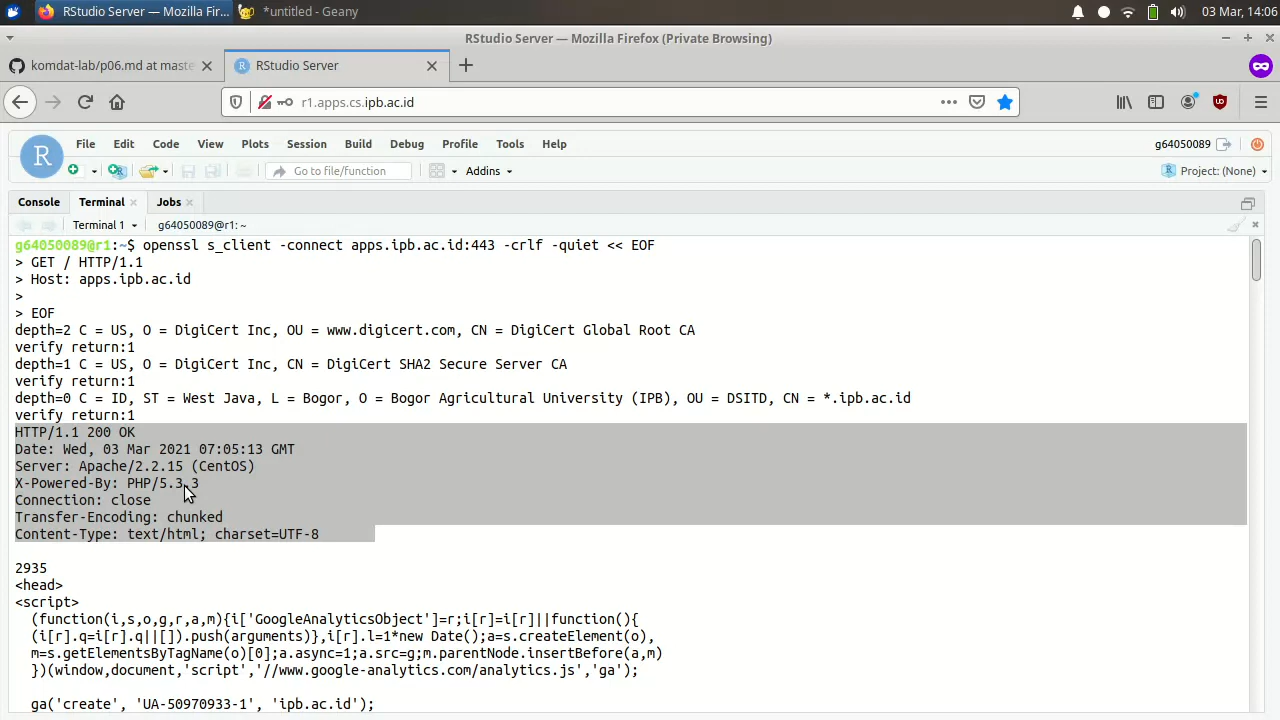 RStudio Server — Mozilla Fir...
*untitled - Geany
03 Mar, 14:06
RStudio Server — Mozilla Firefox (Private Browsing)
komdat-lab/p06.md at maste
RStudio Server
r1.apps.cs.ipb.ac.id
R
File Edit Code View Plots Session Build Debug Profile Tools Help
g64050089
Go to file/function
Addins
Project: (None)
Console Terminal Jobs
Terminal 1
g64050089@r1: ~
g64050089@r1:~$ openssl s_client -connect apps.ipb.ac.id:443 -crlf -quiet << EOF
> GET / HTTP/1.1
> Host: apps.ipb.ac.id
>
> EOF
depth=2 C = US, O = DigiCert Inc, OU = www.digicert.com, CN = DigiCert Global Root CA
verify return:1
depth=1 C = US, O = DigiCert Inc, CN = DigiCert SHA2 Secure Server CA
verify return:1
depth=0 C = ID, ST = West Java, L = Bogor, O = Bogor Agricultural University (IPB), OU = DSITD, CN = *.ipb.ac.id
verify return:1
HTTP/1.1 200 OK
Date: Wed, 03 Mar 2021 07:05:13 GMT
Server: Apache/2.2.15 (CentOS)
X-Powered-By: PHP/5.3.3
Connection: close
Transfer-Encoding: chunked
Content-Type: text/html; charset=UTF-8
2935
<head>
<script>
(function(i,s,o,g,r,a,m){i['GoogleAnalyticsObject']=r;i[r]=i[r]||function(){
(i[r].q=i[r].q||[]).push(arguments)},i[r].l=1*new Date();a=s.createElement(o),
m=s.getElementsByTagName(o)[0];a.async=1;a.src=g;m.parentNode.insertBefore(a,m)
})(window,document,'script','//www.google-analytics.com/analytics.js','ga');
ga('create', 'UA-50970933-1', 'ipb.ac.id');